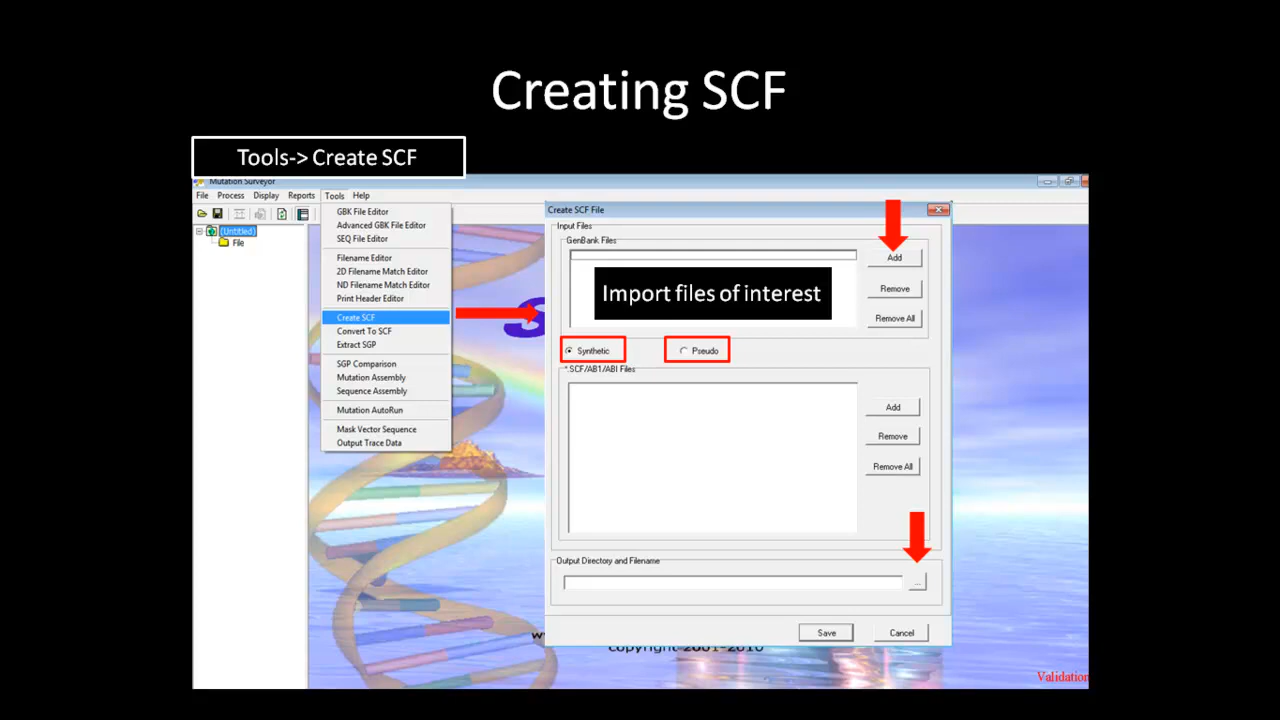 Creating SCF
Tools-> Create SCF
Mutation Surveyor
File Process Display Reports Tools Help
(Untitled)
File
GBK File Editor
Advanced GBK File Editor
SEQ File Editor
Filename Editor
2D Filename Match Editor
ND Filename Match Editor
Print Header Editor
Create SCF
Convert To SCF
Extract SGP
SGP Comparison
Mutation Assembly
Sequence Assembly
Mutation AutoRun
Mask Vector Sequence
Output Trace Data
Create SCF File
Input Files
GenBank Files
Add
Import files of interest
Remove
Remove All
Synthetic
Pseudo
*.SCF/AB1/ABI Files
Add
Remove
Remove All
Output Directory and Filename
...
Save
Cancel
copyright 2001-2010
Validation